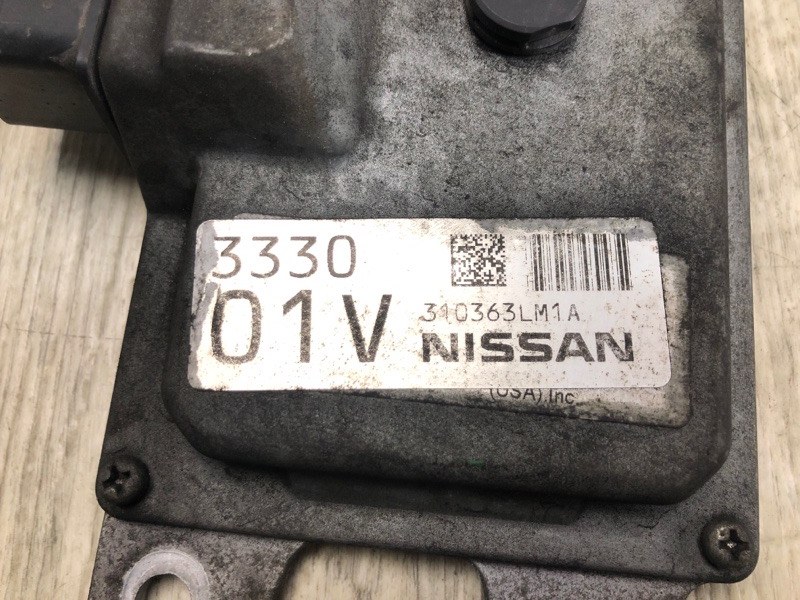 3330
01V
310363LM1A
NISSAN
(USA),Inc